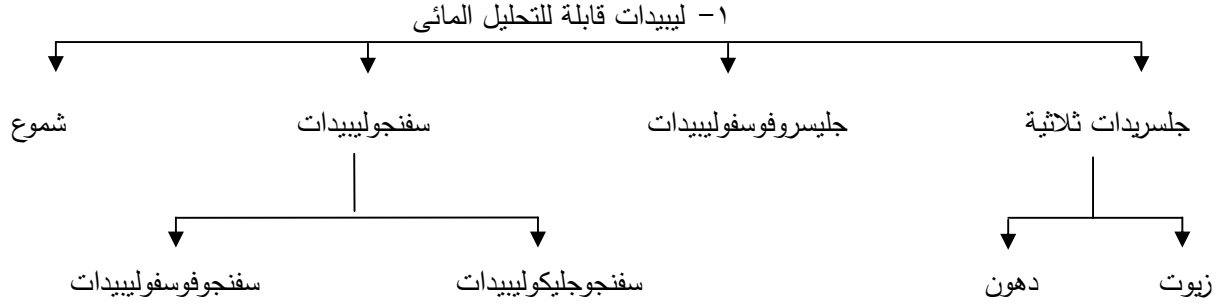 ١- ليبيدات قابلة للتحليل المائى
جلسريدات ثلاثية جليسروفوسفوليبيدات سفنجوليبيدات شموع
زيوت دهون سفنجوجليكوليبيدات سفنجوفوسفوليبيدات